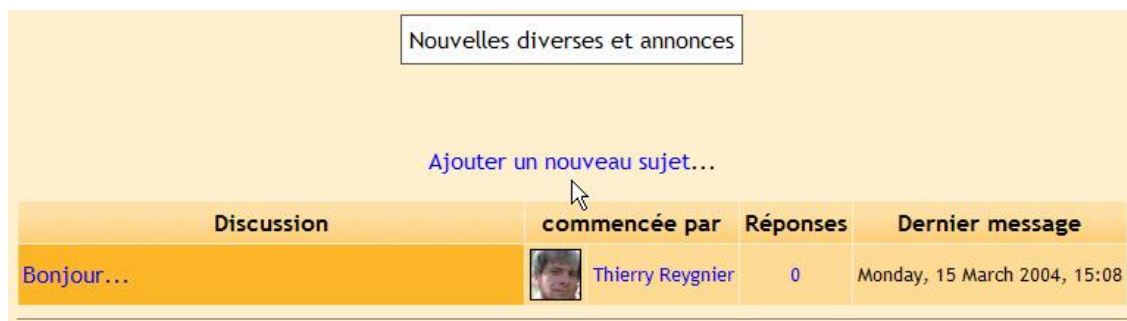 Nouvelles diverses et annonces
Ajouter un nouveau sujet...
Discussion commencée par Réponses Dernier message
Bonjour... Thierry Reygnier 0 Monday, 15 March 2004, 15:08